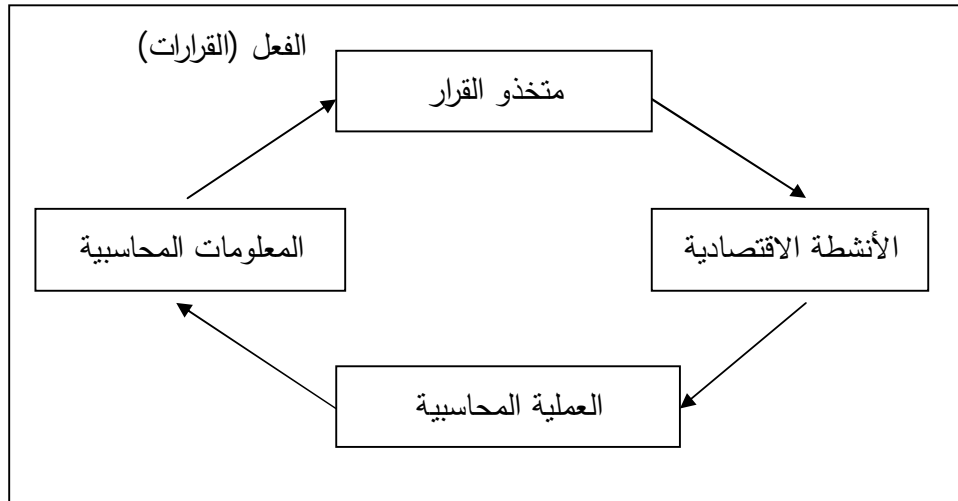 الفعل (القرارات)
متخذو القرار
المعلومات المحاسبية
الأنشطة الاقتصادية
العملية المحاسبية